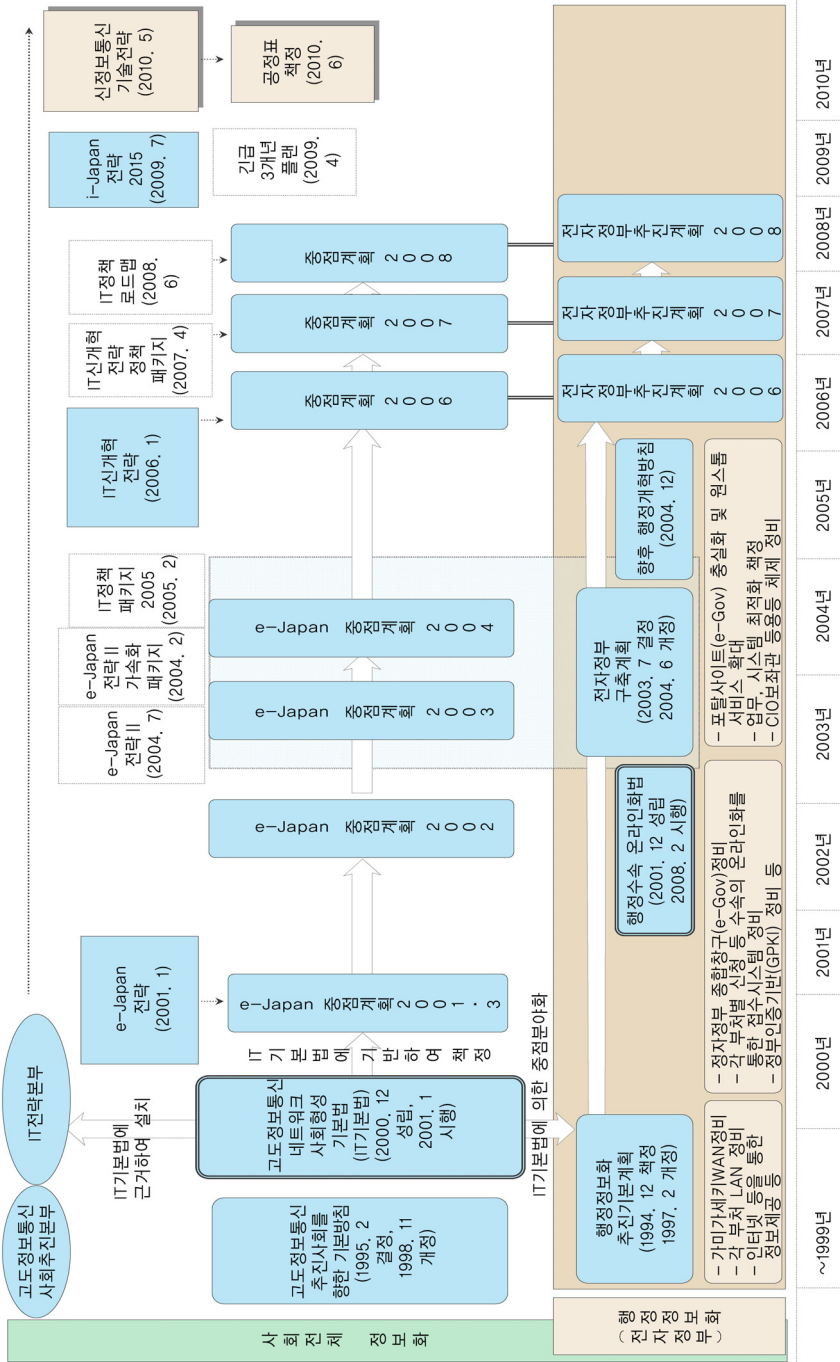 고도정보통신
사회추진본부
IT전략본부
IT기본법에
근거하여 설치
e-Japan
전략
(2001. 1)
e-Japan
전략Ⅱ
(2004. 7)
e-Japan
전략Ⅱ
가속화
패키지
(2004. 2)
IT정책
패키지
2005
(2005. 2)
IT신개혁
전략
(2006. 1)
IT신개혁
전략
정책
패키지
(2007. 4)
IT정책
로드맵
(2008.
6)
i-Japan
전략
2015
(2009. 7)
신정보통신
기술전략
(2010. 5)
사회전체 정보화
고도정보통신
추진사회를
향한 기본방침
(1995. 2
결정,
1998. 11
개정)
고도정보통신
네트워크
사회형성
기본법
(IT기본법)
(2000. 12
성립,
2001. 1
시행)
IT기본법에 기반하여 책정
e-Japan 중점계획2001.3
e-Japan 중점계획 2002
e-Japan 중점계획 2003
e-Japan 중점계획 2004
중점계획 2006
중점계획 2007
중점계획 2008
긴급
3개년
플랜
(2009.
4)
공정표
책정
(2010.
6)
IT기본법에 의한 중점분야화
행정정보화
(전자정부)
행정정보화
추진기본계획
(1994. 12 책정
1997. 2 개정)
행정수속 온라인화법
(2001. 12 성립
2008. 2 시행)
전자정부
구축계획
(2003. 7 결정
2004. 6 개정)
향후 행정개혁방침
(2004. 12)
전자정부추진계획 2006
전자정부추진계획 2007
전자정부추진계획 2008
- 가미가세키WAN정비
- 각 부처 LAN 정비
- 인터넷 등을 통한
정보제공 등
- 정자정부 종합창구(e-Gov)정비
- 각 부처별 신청 등 수속의 온라인화를
통한 접수시스템 정비
- 정부인증기반(GPKI) 정비 등
- 포탈사이트(e-Gov) 충실화 및 원스톱
서비스 확대
- 업무, 시스템 최적화 책정
- CIO보좌관 등용등 체제 정비
~1999년
2000년
2001년
2002년
2003년
2004년
2005년
2006년
2007년
2008년
2009년
2010년